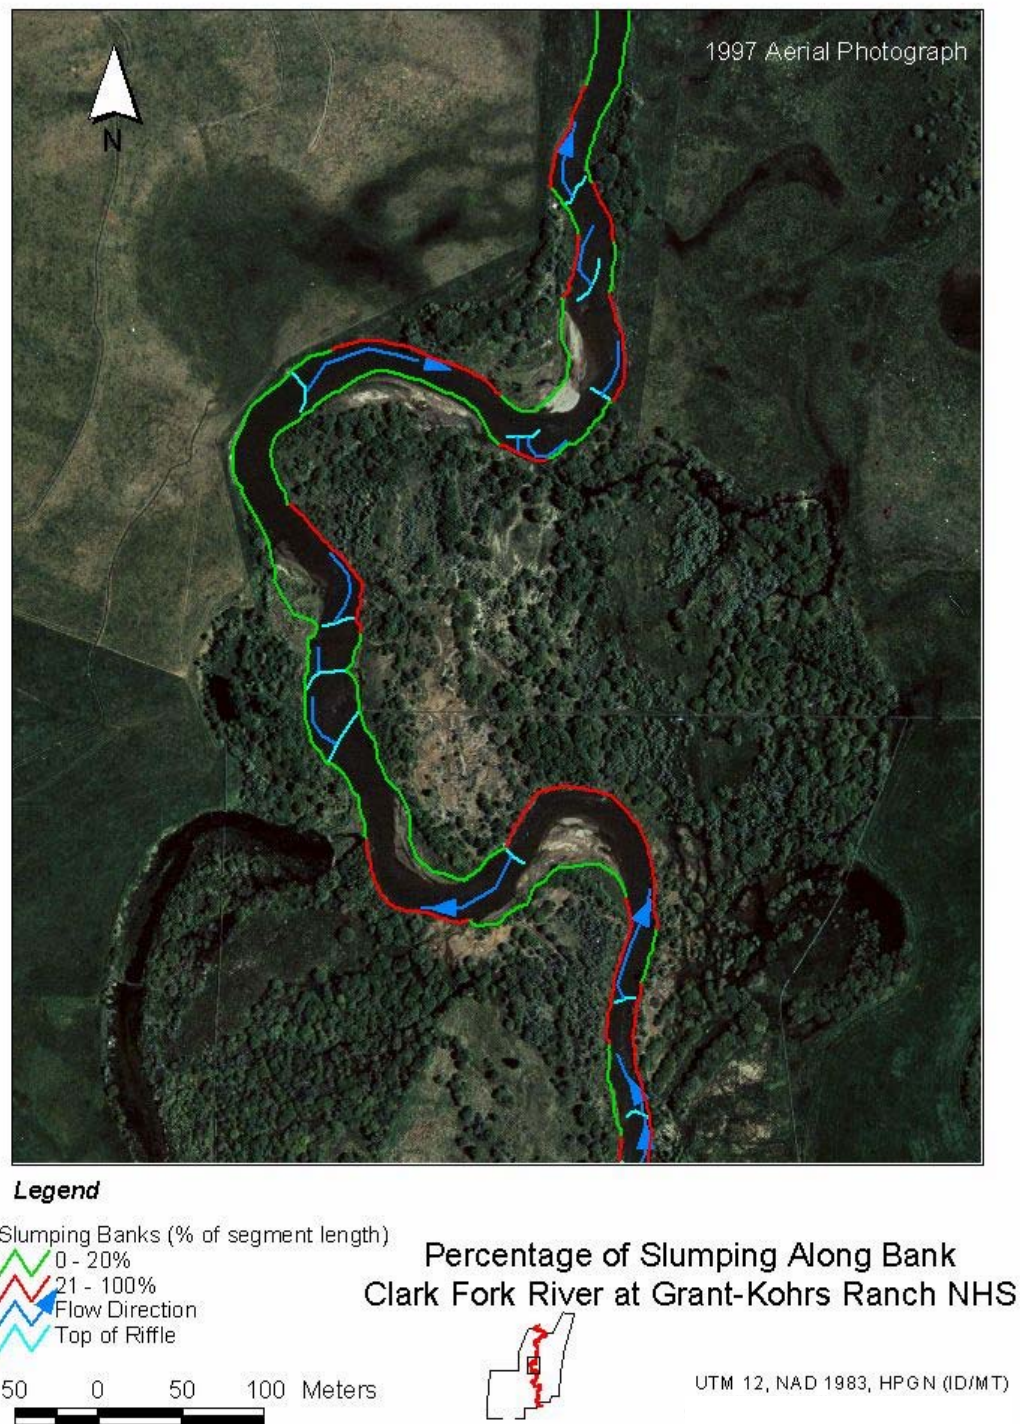 1997 Aerial Photograph
N
Legend
Slumping Banks (% of segment length)
0 - 20%
21 - 100%
Flow Direction
Top of Riffle
Percentage of Slumping Along Bank
Clark Fork River at Grant-Kohrs Ranch NHS
50 0 50 100 Meters
UTM 12, NAD 1983, HPGN (ID/MT)